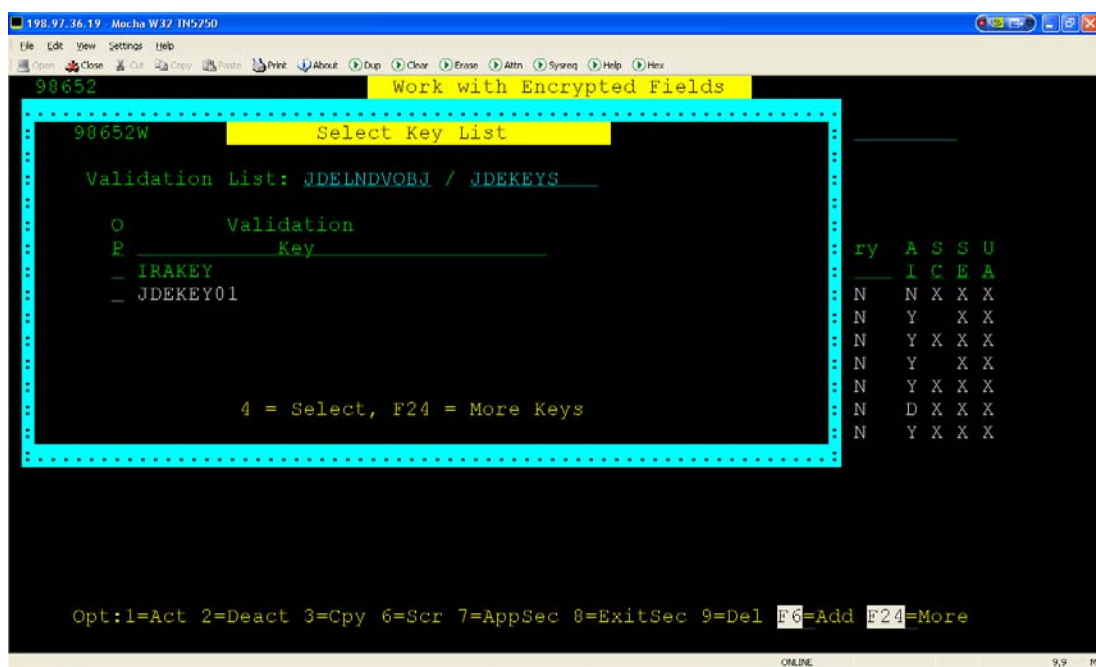 198.97.36.19 - Mocha W32 TN5250
File Edit View Settings Help
Open Close Cut Copy Paste Print About Dup Clear Erase Attn Sysreq Help Hex
98652 Work with Encrypted Fields
98652W Select Key List
Validation List: JDELNDVOBJ / JDEKEYS
O Validation
P Key ry A S S U
_ IRAKEY I C E A
_ JDEKEY01 N N X X X
N Y X X
N Y X X X
N Y X X
N Y X X X
4 = Select, F24 = More Keys N D X X X
N Y X X X
Opt:1=Act 2=Deact 3=Cpy 6=Scr 7=AppSec 8=ExitSec 9=Del F6=Add F24=More
ONLINE 9,9 M